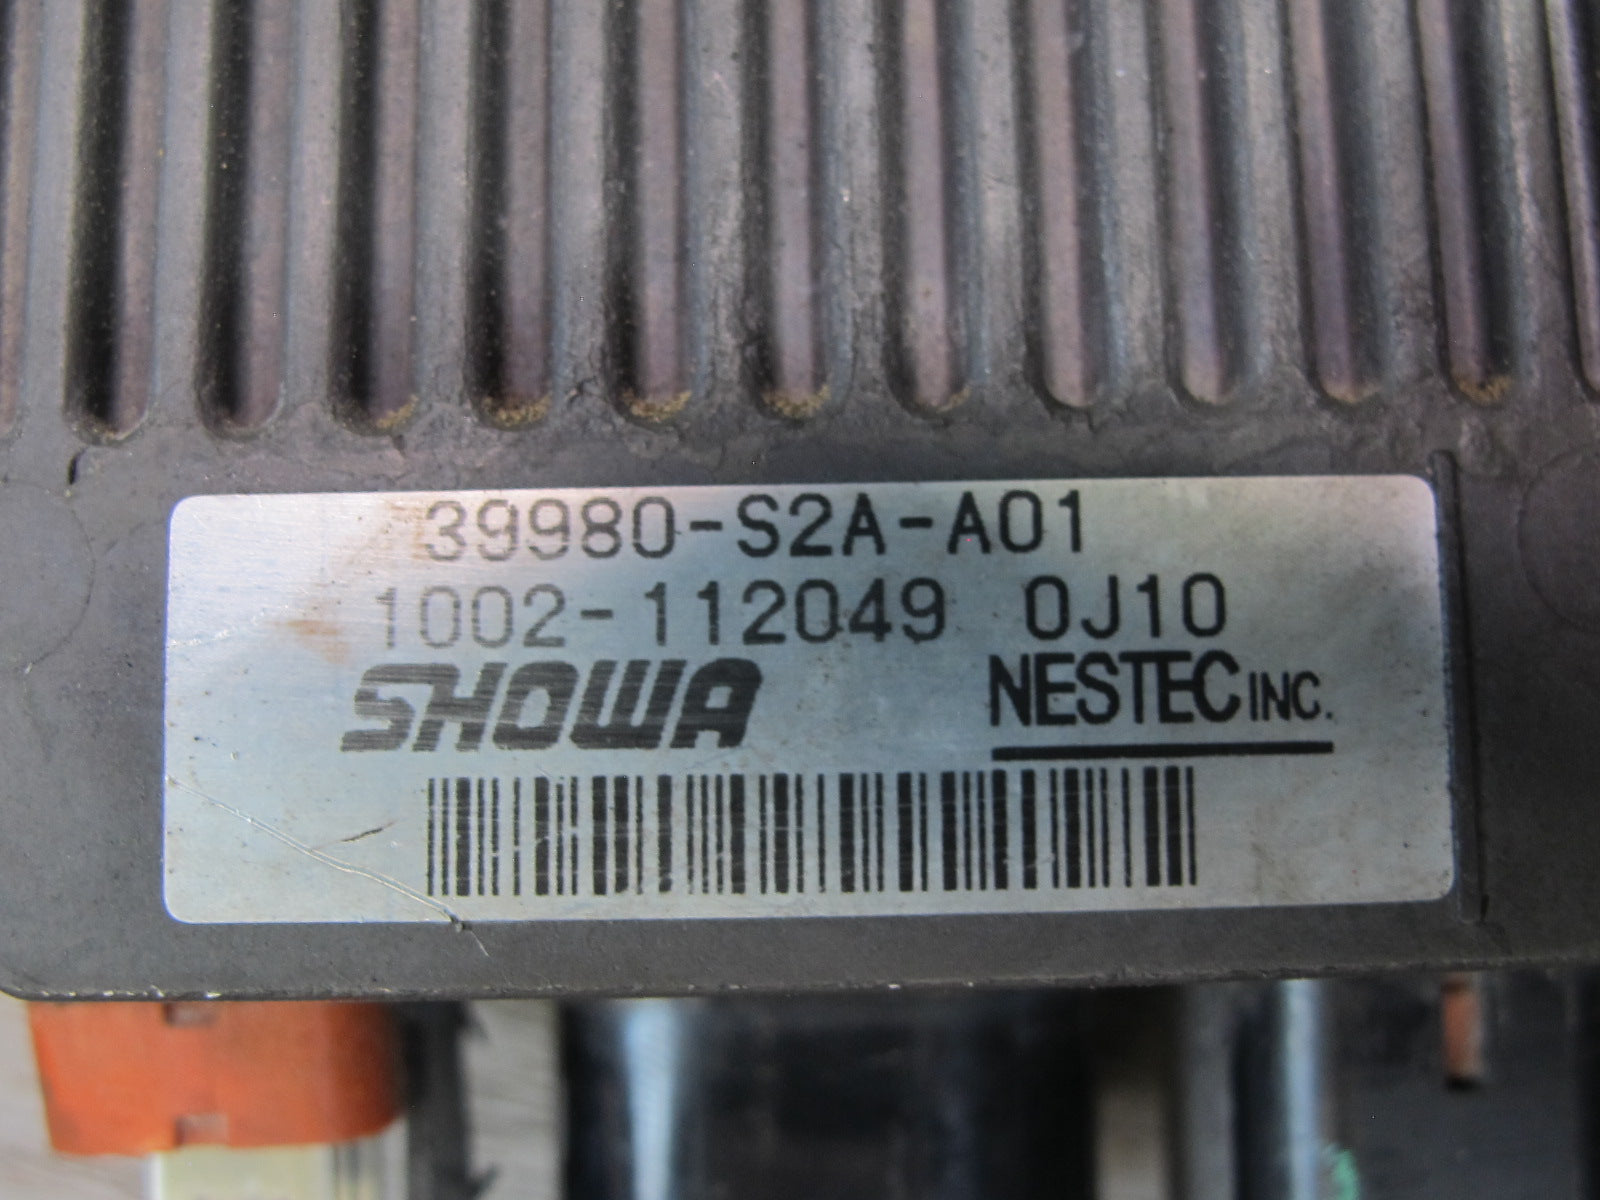 39980-S2A-A01
1002-112049 0J10
SHOWA NESTEC INC.